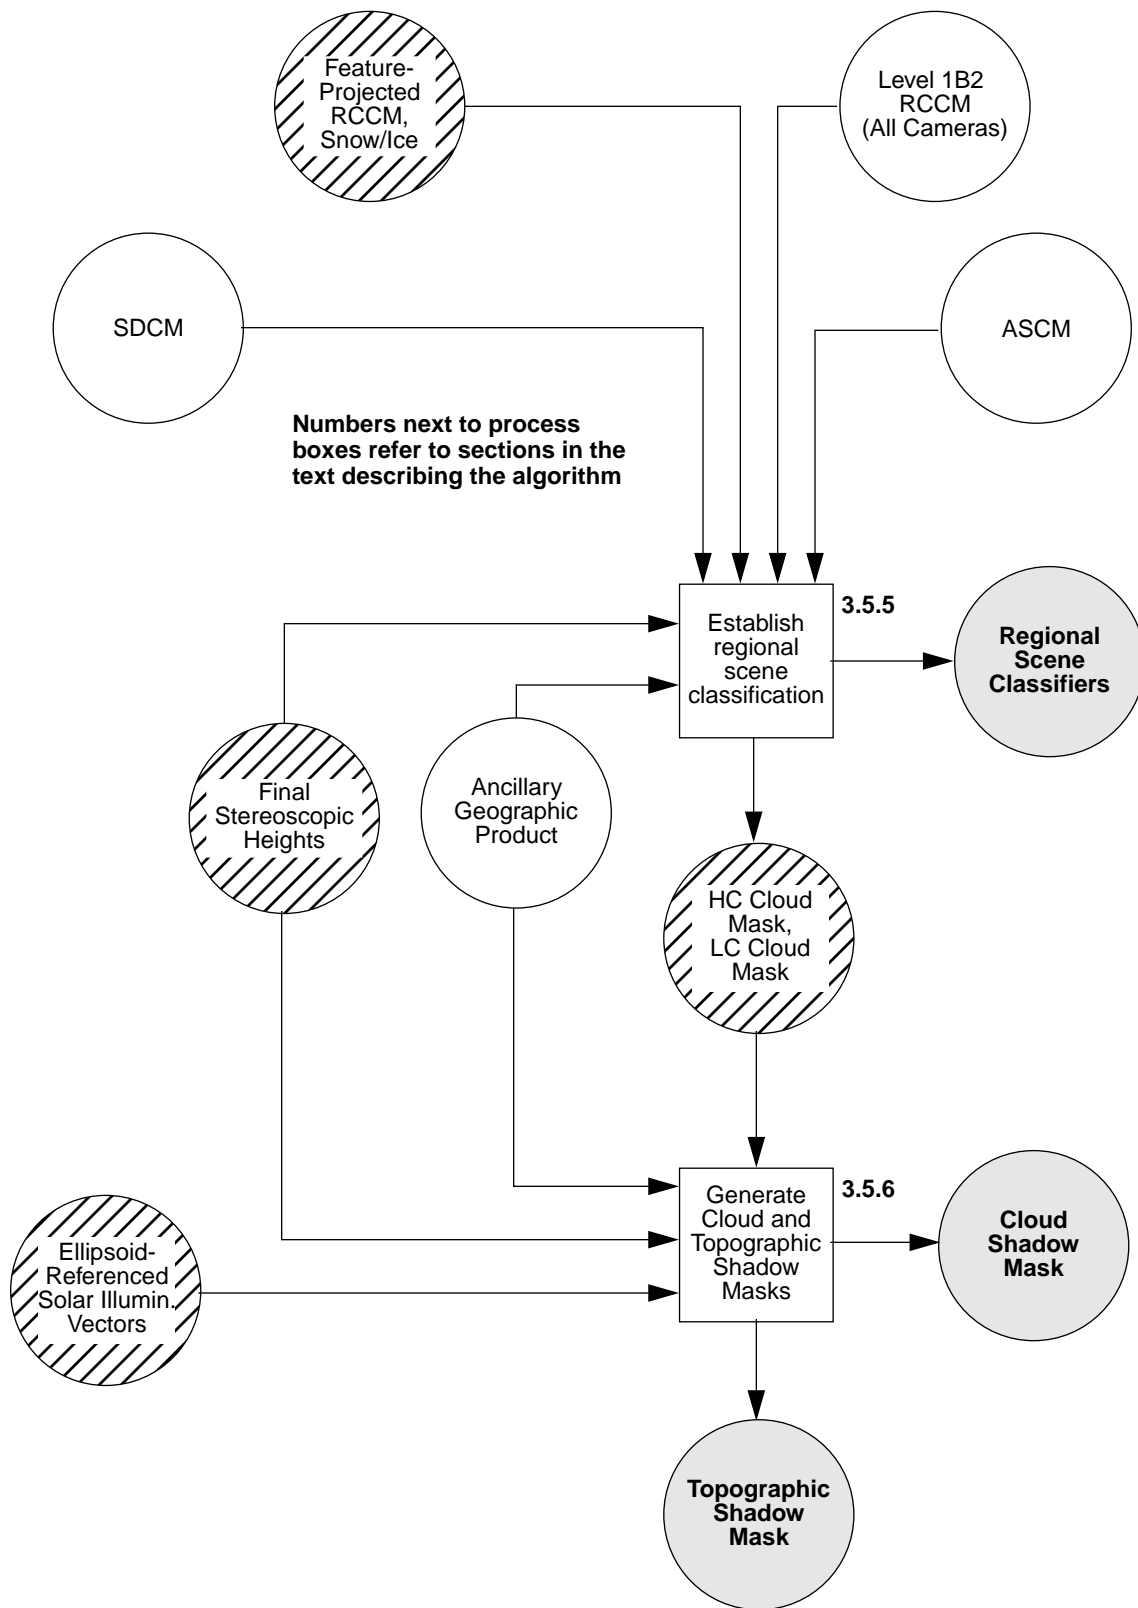 Feature-
Projected
RCCM,
Snow/Ice
Level 1B2
RCCM
(All Cameras)
SDCM
ASCM
Numbers next to process
boxes refer to sections in the
text describing the algorithm
3.5.5
Establish
regional
scene
classification
Regional
Scene
Classifiers
Final
Stereoscopic
Heights
Ancillary
Geographic
Product
HC Cloud
Mask,
LC Cloud
Mask
3.5.6
Generate
Cloud and
Topographic
Shadow
Masks
Cloud
Shadow
Mask
Ellipsoid-
Referenced
Solar Illumin.
Vectors
Topographic
Shadow
Mask